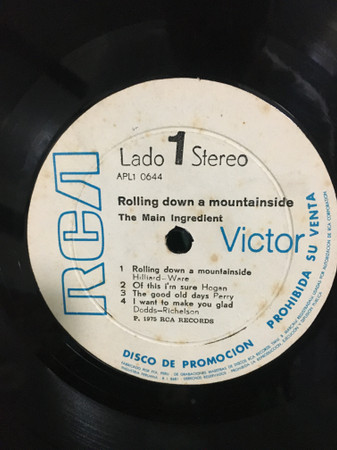 RCA
Lado 1 Stereo
APL1 0644
Rolling down a mountainside
The Main Ingredient
Victor
1 Rolling down a mountainside
Hilliard-Ware
2 Of this i'm sure Hogan
3 The good old days Perry
4 I want to make you glad
Dodds-Richelson
P. 1975 RCA RECORDS
DISCO DE PROMOCION PROHIBIDA SU VENTA